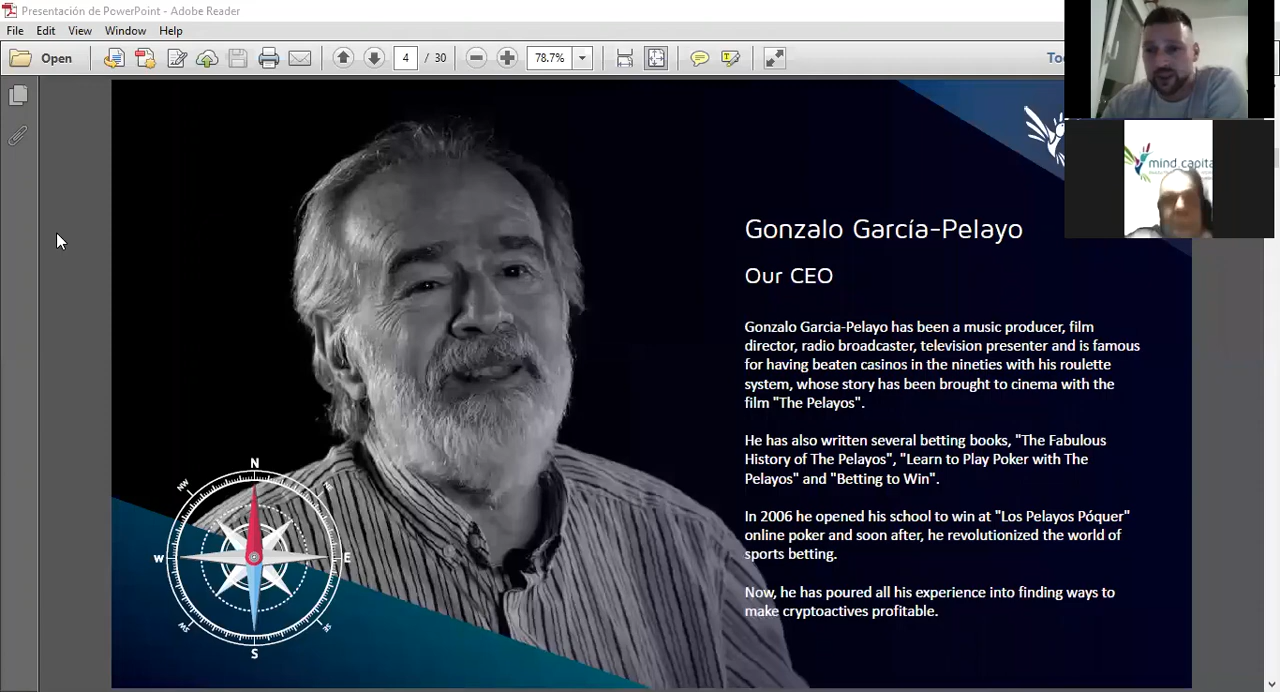 Presentación de PowerPoint - Adobe Reader
File Edit View Window Help
Open 4 / 30 78.7%
mind capita
Gonzalo García-Pelayo
Our CEO
Gonzalo Garcia-Pelayo has been a music producer, film
director, radio broadcaster, television presenter and is famous
for having beaten casinos in the nineties with his roulette
system, whose story has been brought to cinema with the
film "The Pelayos".
He has also written several betting books, "The Fabulous
History of The Pelayos", "Learn to Play Poker with The
Pelayos" and "Betting to Win".
In 2006 he opened his school to win at "Los Pelayos Póquer"
online poker and soon after, he revolutionized the world of
sports betting.
Now, he has poured all his experience into finding ways to
make cryptoactives profitable.
N
NW NE
W E
SW SE
S